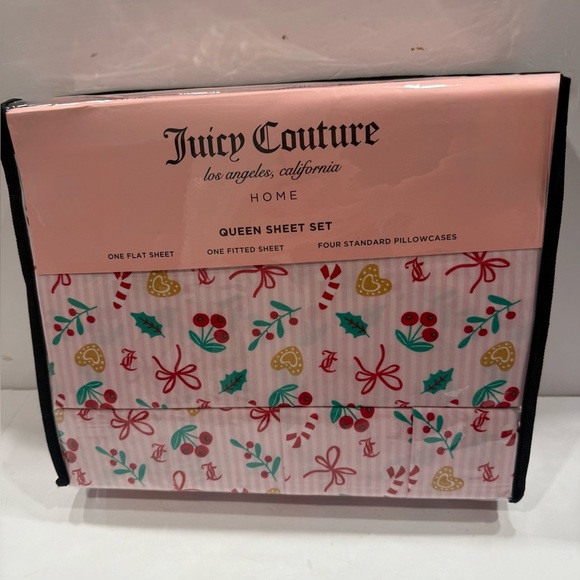 Juicy Couture
los angeles, california
HOME
QUEEN SHEET SET
ONE FLAT SHEET ONE FITTED SHEET FOUR STANDARD PILLOWCASES